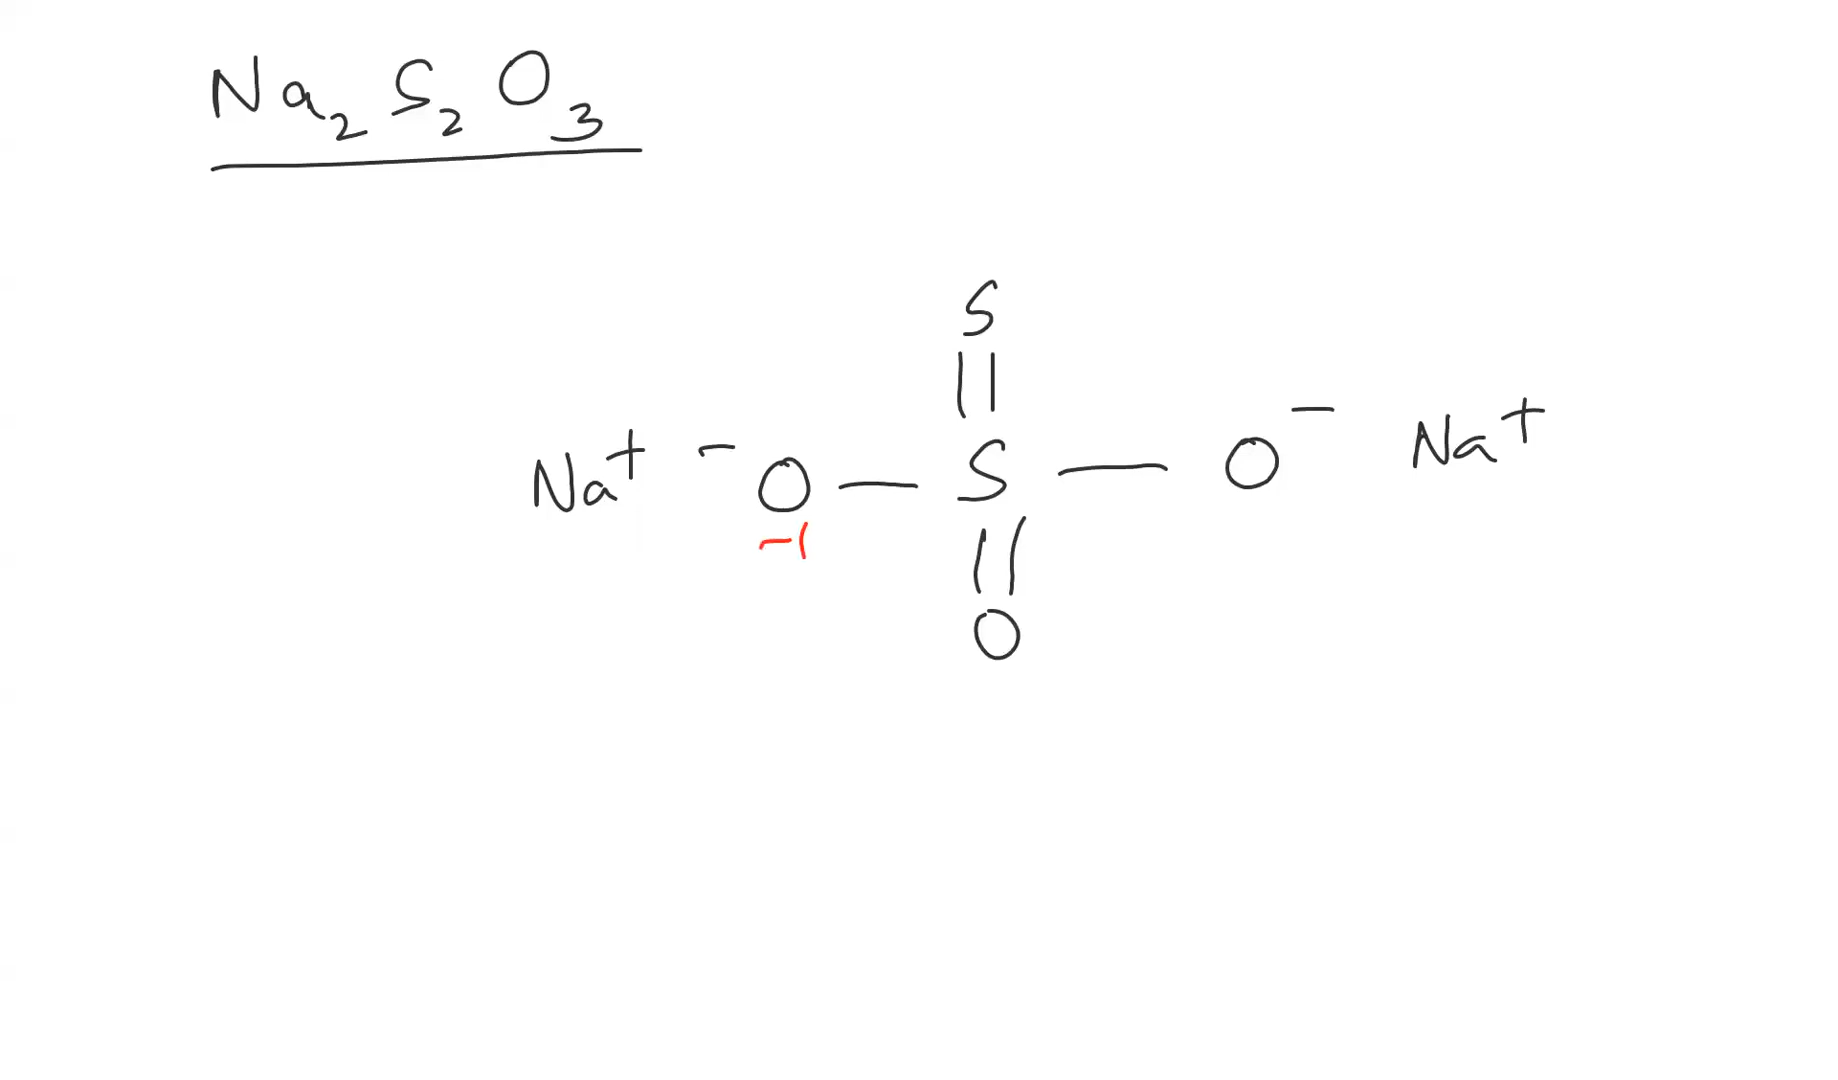 Na₂S₂O₃
S
Na⁺ ⁻O — S — O⁻ Na⁺
-1
O